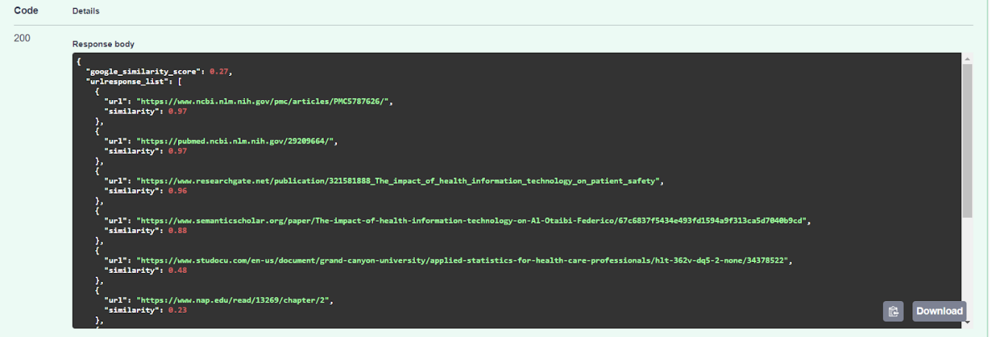 Code Details
200
Response body
{
"google_similarity_score": 0.27,
"urlresponse_list": [
{
"url": "https://www.ncbi.nlm.nih.gov/pmc/articles/PMC5787626/",
"similarity": 0.97
},
{
"url": "https://pubmed.ncbi.nlm.nih.gov/29209664/",
"similarity": 0.97
},
{
"url": "https://www.researchgate.net/publication/321581888_The_impact_of_health_information_technology_on_patient_safety",
"similarity": 0.96
},
{
"url": "https://www.semanticscholar.org/paper/The-impact-of-health-information-technology-on-Al-Otaibi-Federico/67c6837f5434e493fd1594a9f313ca5d7040b9cd",
"similarity": 0.88
},
{
"url": "https://www.studocu.com/en-us/document/grand-canyon-university/applied-statistics-for-health-care-professionals/hlt-362v-dq5-2-none/34378522",
"similarity": 0.48
},
{
"url": "https://www.nap.edu/read/13269/chapter/2",
"similarity": 0.23
},
Download